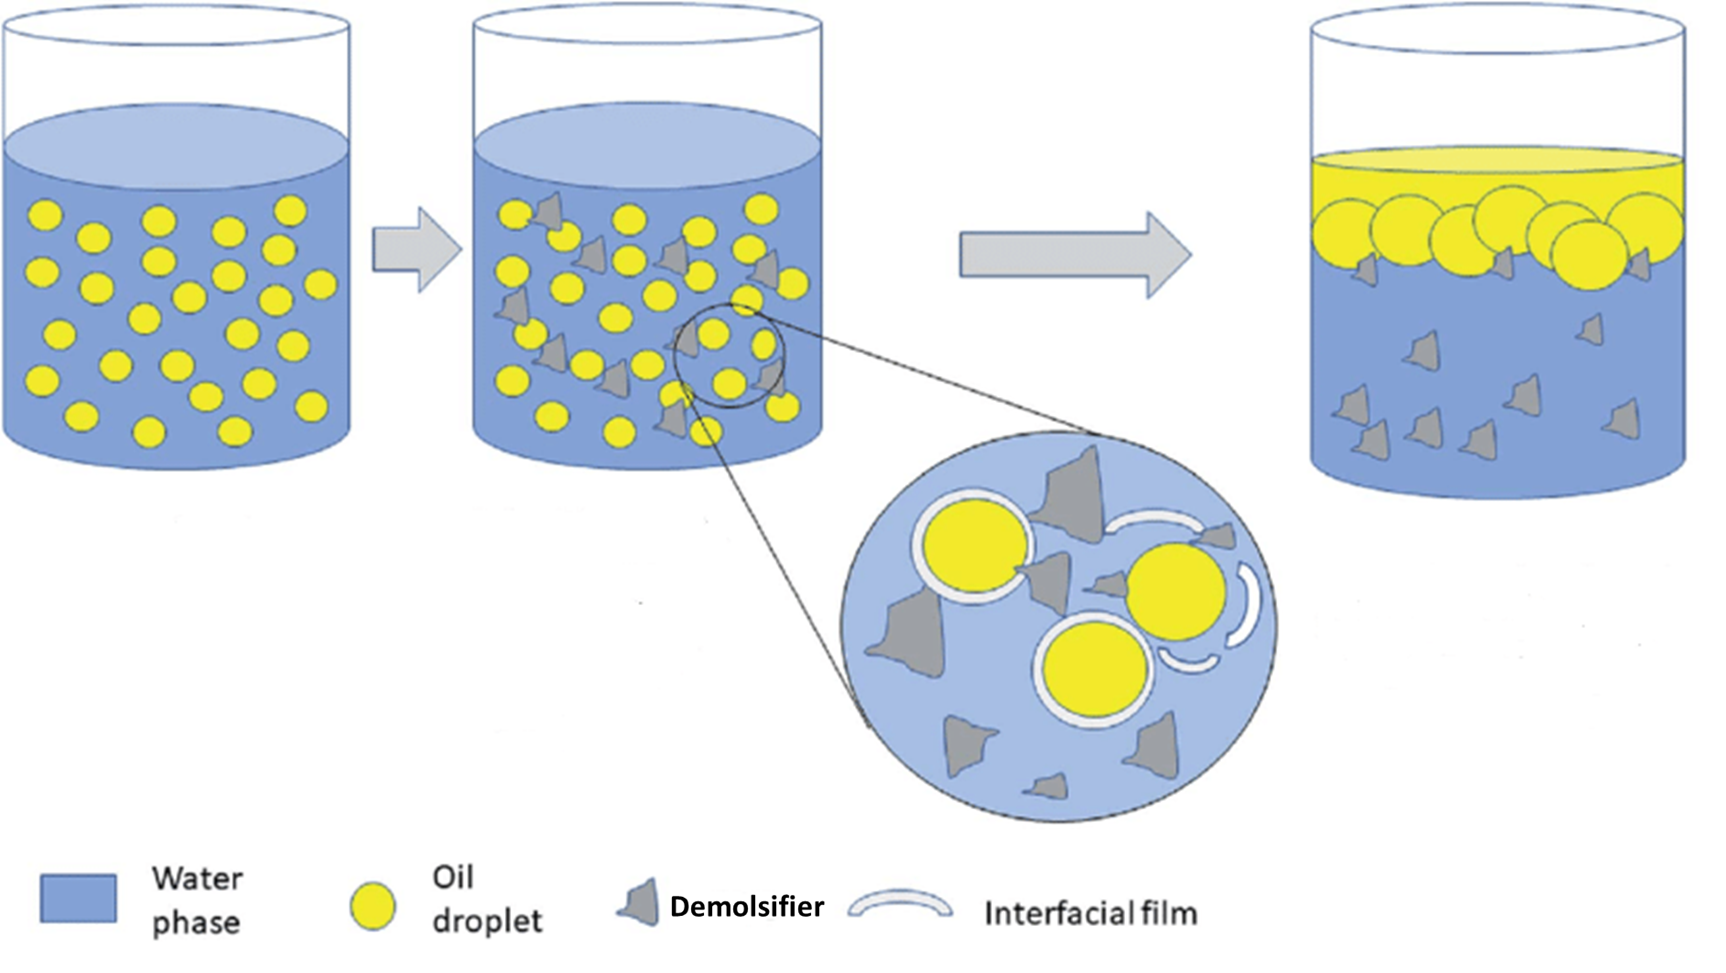 Water
phase
Oil
droplet
Demolsifier
Interfacial film